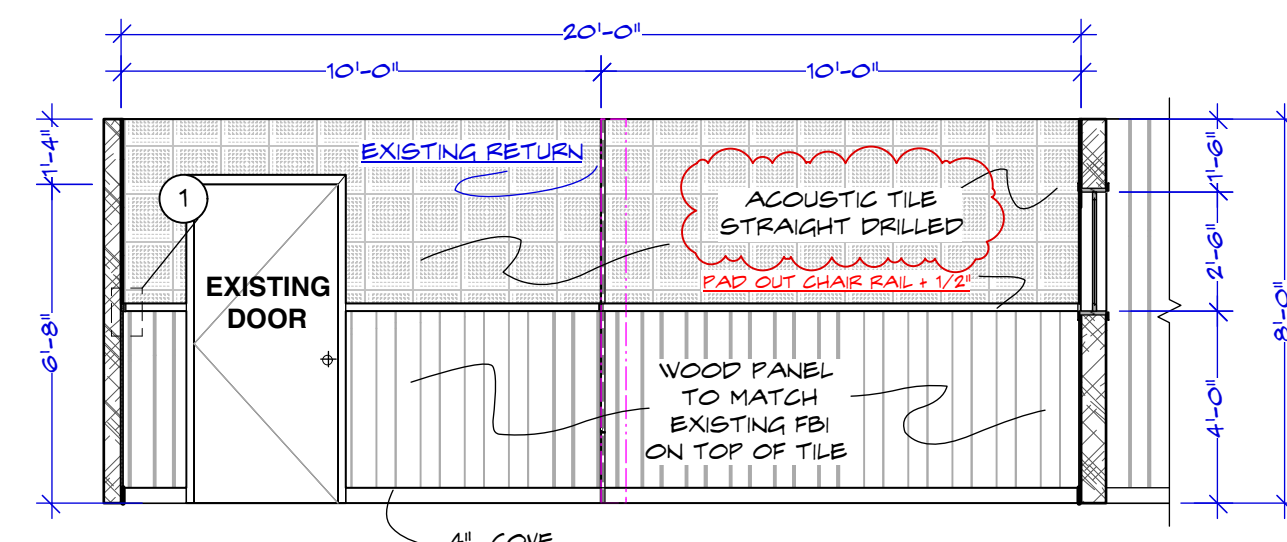 20'-0"
10'-0"
10'-0"
1'-4"
EXISTING RETURN
1
ACOUSTIC TILE
STRAIGHT DRILLED
1'-6"
PAD OUT CHAIR RAIL + 1/2"
2'-6"
EXISTING
DOOR
8'-0"
6'-8"
WOOD PANEL
TO MATCH
EXISTING FBI
ON TOP OF TILE
4'-0"
4" COVE